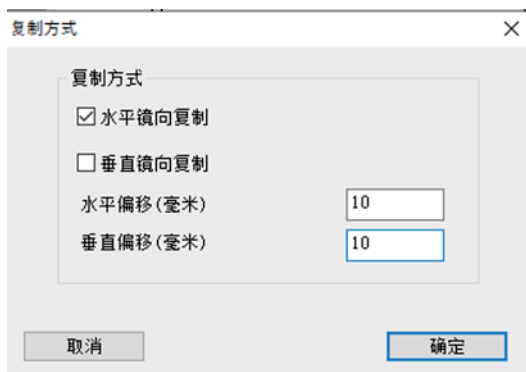 复制方式
复制方式
水平镜向复制
垂直镜向复制
水平偏移(毫米) 10
垂直偏移(毫米) 10
取消 确定